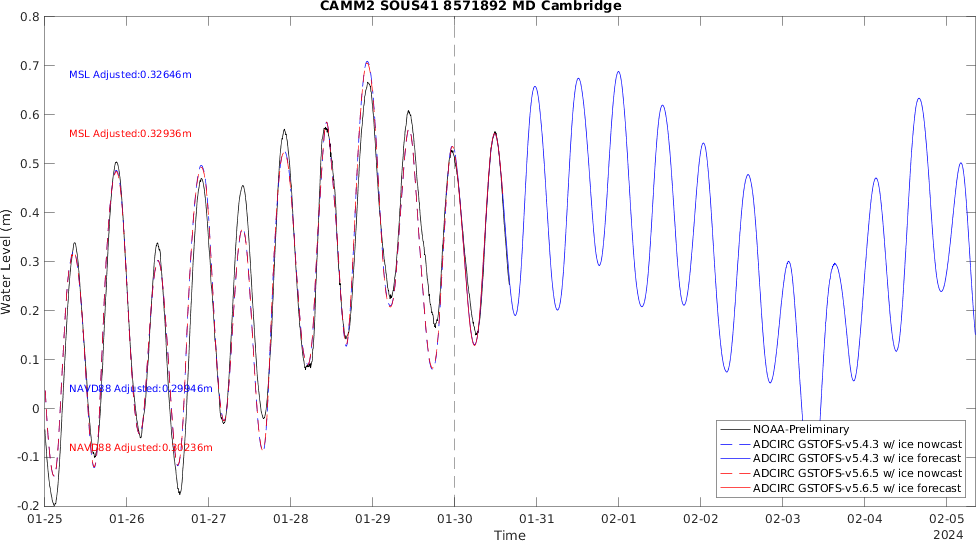 CAMM2 SOUS41 8571892 MD Cambridge
0.8
0.7
MSL Adjusted:0.32646m
0.6
MSL Adjusted:0.32936m
0.5
0.4
Water Level (m)
0.3
0.2
0.1
NAVD88 Adjusted:0.29946m
0
NOAA-Preliminary
ADCIRC GSTOFS-v5.4.3 w/ ice nowcast
NAVD88 Adjusted:0.30236m
-0.1
ADCIRC GSTOFS-v5.4.3 w/ ice forecast
ADCIRC GSTOFS-v5.6.5 w/ ice nowcast
ADCIRC GSTOFS-v5.6.5 w/ ice forecast
-0.2
01-25 01-26 01-27 01-28 01-29 01-30 01-31 02-01 02-02 02-03 02-04 02-05
Time
2024